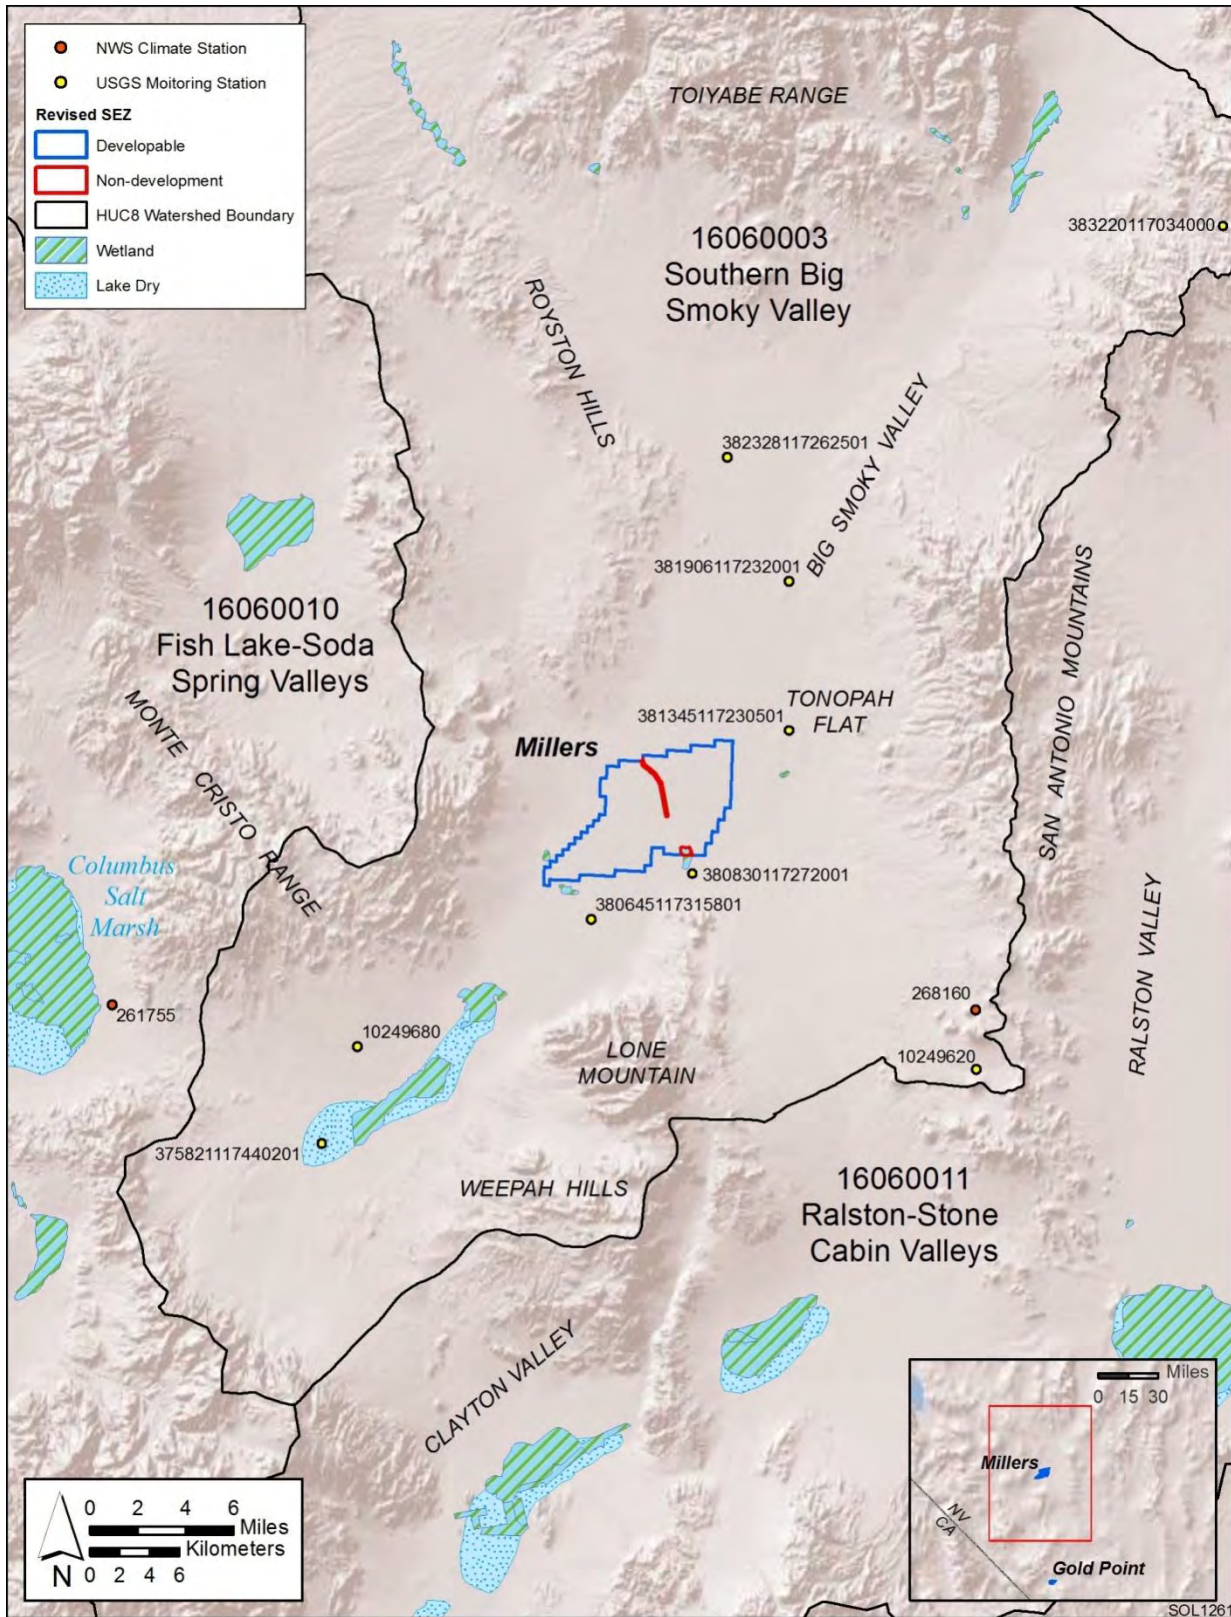 NWS Climate Station
USGS Moitoring Station
Revised SEZ
Developable
Non-development
HUC8 Watershed Boundary
Wetland
Lake Dry
TOIYABE RANGE
383220117034000
16060003
Southern Big
Smoky Valley
ROYSTON HILLS
382328117262501
BIG SMOKY VALLEY
381906117232001
16060010
Fish Lake-Soda
Spring Valleys
MONTE CRISTO RANGE
SAN ANTONIO MOUNTAINS
TONOPAH
FLAT
381345117230501
Millers
Columbus
Salt
Marsh
380830117272001
380645117315801
RALSTON VALLEY
261755
268160
10249680
LONE
MOUNTAIN
10249620
375821117440201
WEEPAH HILLS
16060011
Ralston-Stone
Cabin Valleys
CLAYTON VALLEY
0 2 4 6
Miles
Kilometers
0 2 4 6
N
Miles
0 15 30
Millers
NV
CA
Gold Point
SOL1261